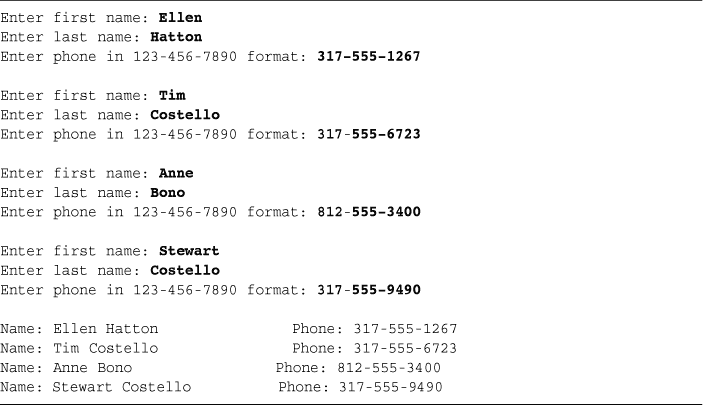 Enter first name: Ellen
Enter last name: Hatton
Enter phone in 123-456-7890 format: 317-555-1267
Enter first name: Tim
Enter last name: Costello
Enter phone in 123-456-7890 format: 317-555-6723
Enter first name: Anne
Enter last name: Bono
Enter phone in 123-456-7890 format: 812-555-3400
Enter first name: Stewart
Enter last name: Costello
Enter phone in 123-456-7890 format: 317-555-9490
Name: Ellen Hatton Phone: 317-555-1267
Name: Tim Costello Phone: 317-555-6723
Name: Anne Bono Phone: 812-555-3400
Name: Stewart Costello Phone: 317-555-9490